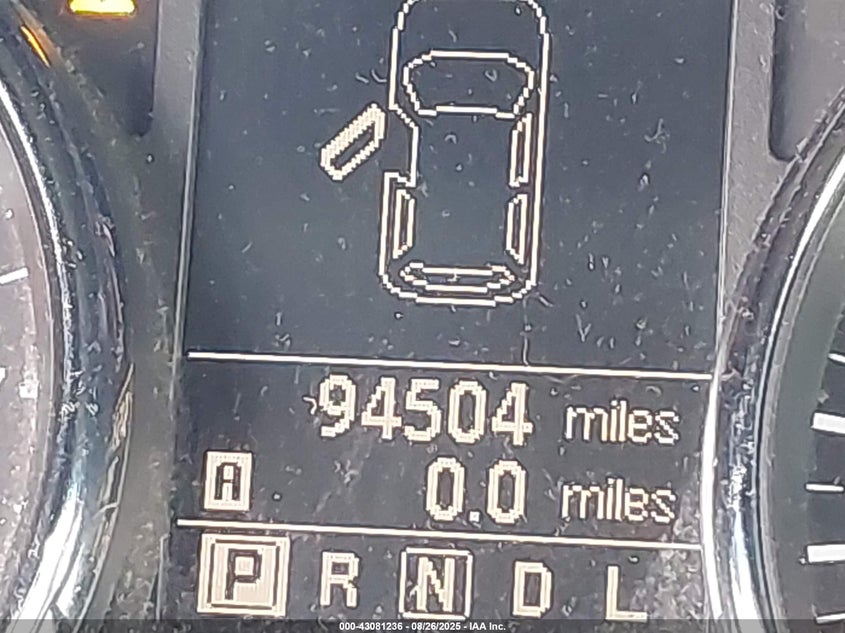 94504 miles
A 0.0 miles
P R N D L
000-43081236 - 08/26/2025 - IAA Inc.